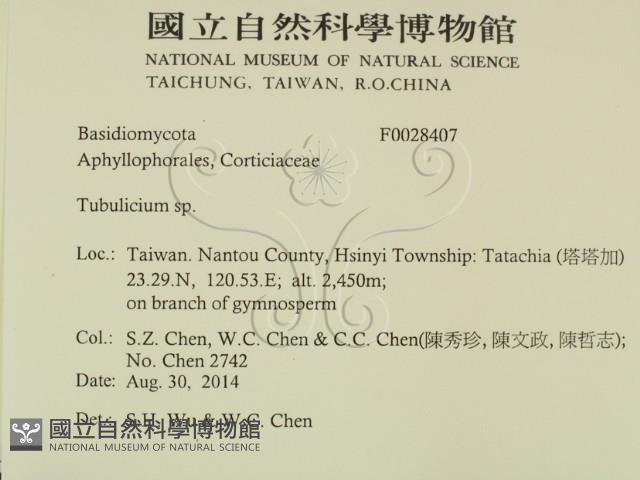 國立自然科學博物館
NATIONAL MUSEUM OF NATURAL SCIENCE
TAICHUNG, TAIWAN, R.O.CHINA
Basidiomycota F0028407
Aphyllophorales, Corticiaceae
Tubulicium sp.
Loc.: Taiwan. Nantou County, Hsinyi Township: Tatachia (塔塔加)
23.29.N, 120.53.E; alt. 2,450m;
on branch of gymnosperm
Col.: S.Z. Chen, W.C. Chen & C.C. Chen(陳秀珍, 陳文政, 陳哲志);
No. Chen 2742
Date: Aug. 30, 2014
Det.: S.H. Wu & W.C. Chen
國立自然科學博物館
NATIONAL MUSEUM OF NATURAL SCIENCE